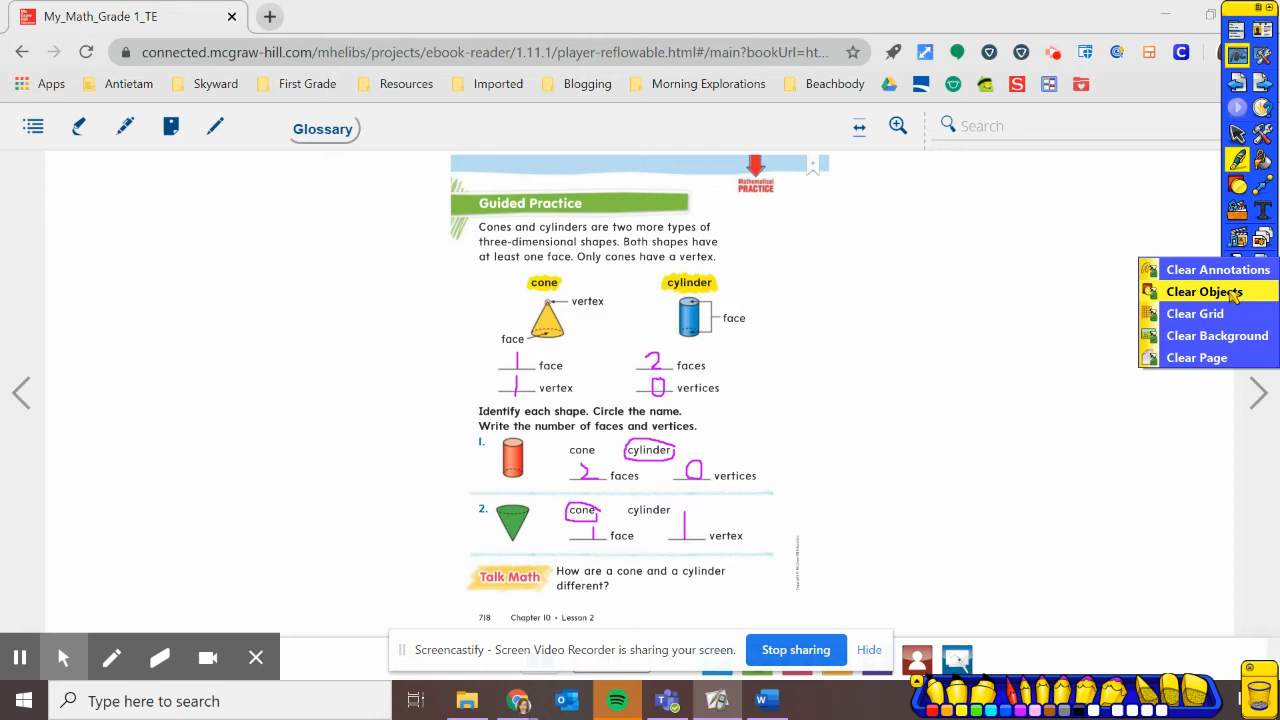 My_Math_Grade 1_TE
connected.mcgraw-hill.com/mhelibs/projects/ebook-reader/1.11.0/player-reflowable.html#/main?bookUrl=ht...
Apps Antietam Skyward First Grade Resources Imported Blogging Morning Explorations Beachbody
Glossary
Search
Mathematical
PRACTICE
Guided Practice
Cones and cylinders are two more types of
three-dimensional shapes. Both shapes have
at least one face. Only cones have a vertex.
cone cylinder
vertex
face
face
1 face 2 faces
1 vertex 0 vertices
Identify each shape. Circle the name.
Write the number of faces and vertices.
1. cone cylinder
2 faces 0 vertices
2. cone cylinder
1 face 1 vertex
Talk Math How are a cone and a cylinder
different?
718 Chapter 10 • Lesson 2
Clear Annotations
Clear Objects
Clear Grid
Clear Background
Clear Page
Screencastify - Screen Video Recorder is sharing your screen. Stop sharing Hide
Type here to search